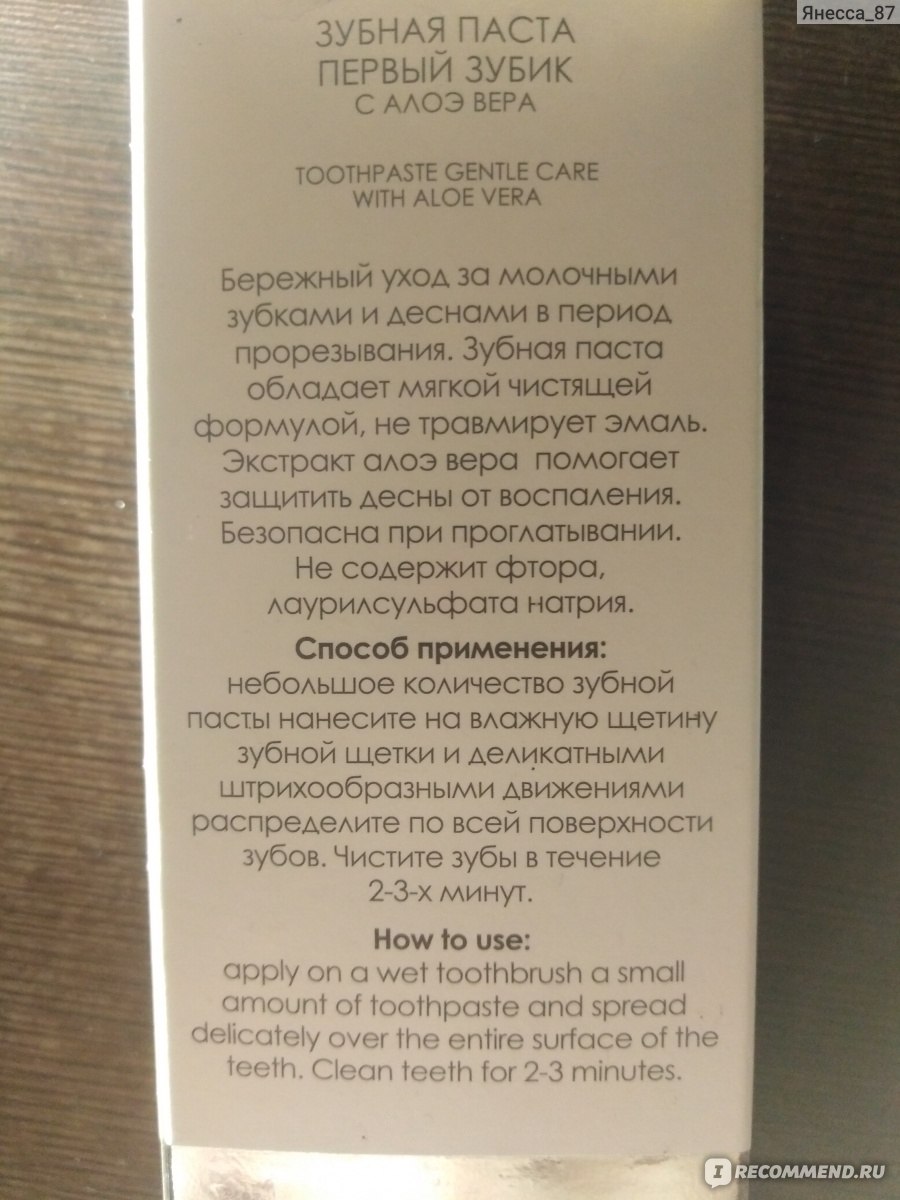 Янесса_87
ЗУБНАЯ ПАСТА
ПЕРВЫЙ ЗУБИК
С АЛОЭ ВЕРА
TOOTHPASTE GENTLE CARE
WITH ALOE VERA
Бережный уход за молочными
зубками и деснами в период
прорезывания. Зубная паста
обладает мягкой чистящей
формулой, не травмирует эмаль.
Экстракт алоэ вера помогает
защитить десны от воспаления.
Безопасна при проглатывании.
Не содержит фтора,
лаурилсульфата натрия.
Способ применения:
небольшое количество зубной
пасты нанесите на влажную щетину
зубной щетки и деликатными
штрихообразными движениями
распределите по всей поверхности
зубов. Чистите зубы в течение
2-3-х минут.
How to use:
apply on a wet toothbrush a small
amount of toothpaste and spread
delicately over the entire surface of the
teeth. Clean teeth for 2-3 minutes.
IRECOMMEND.RU